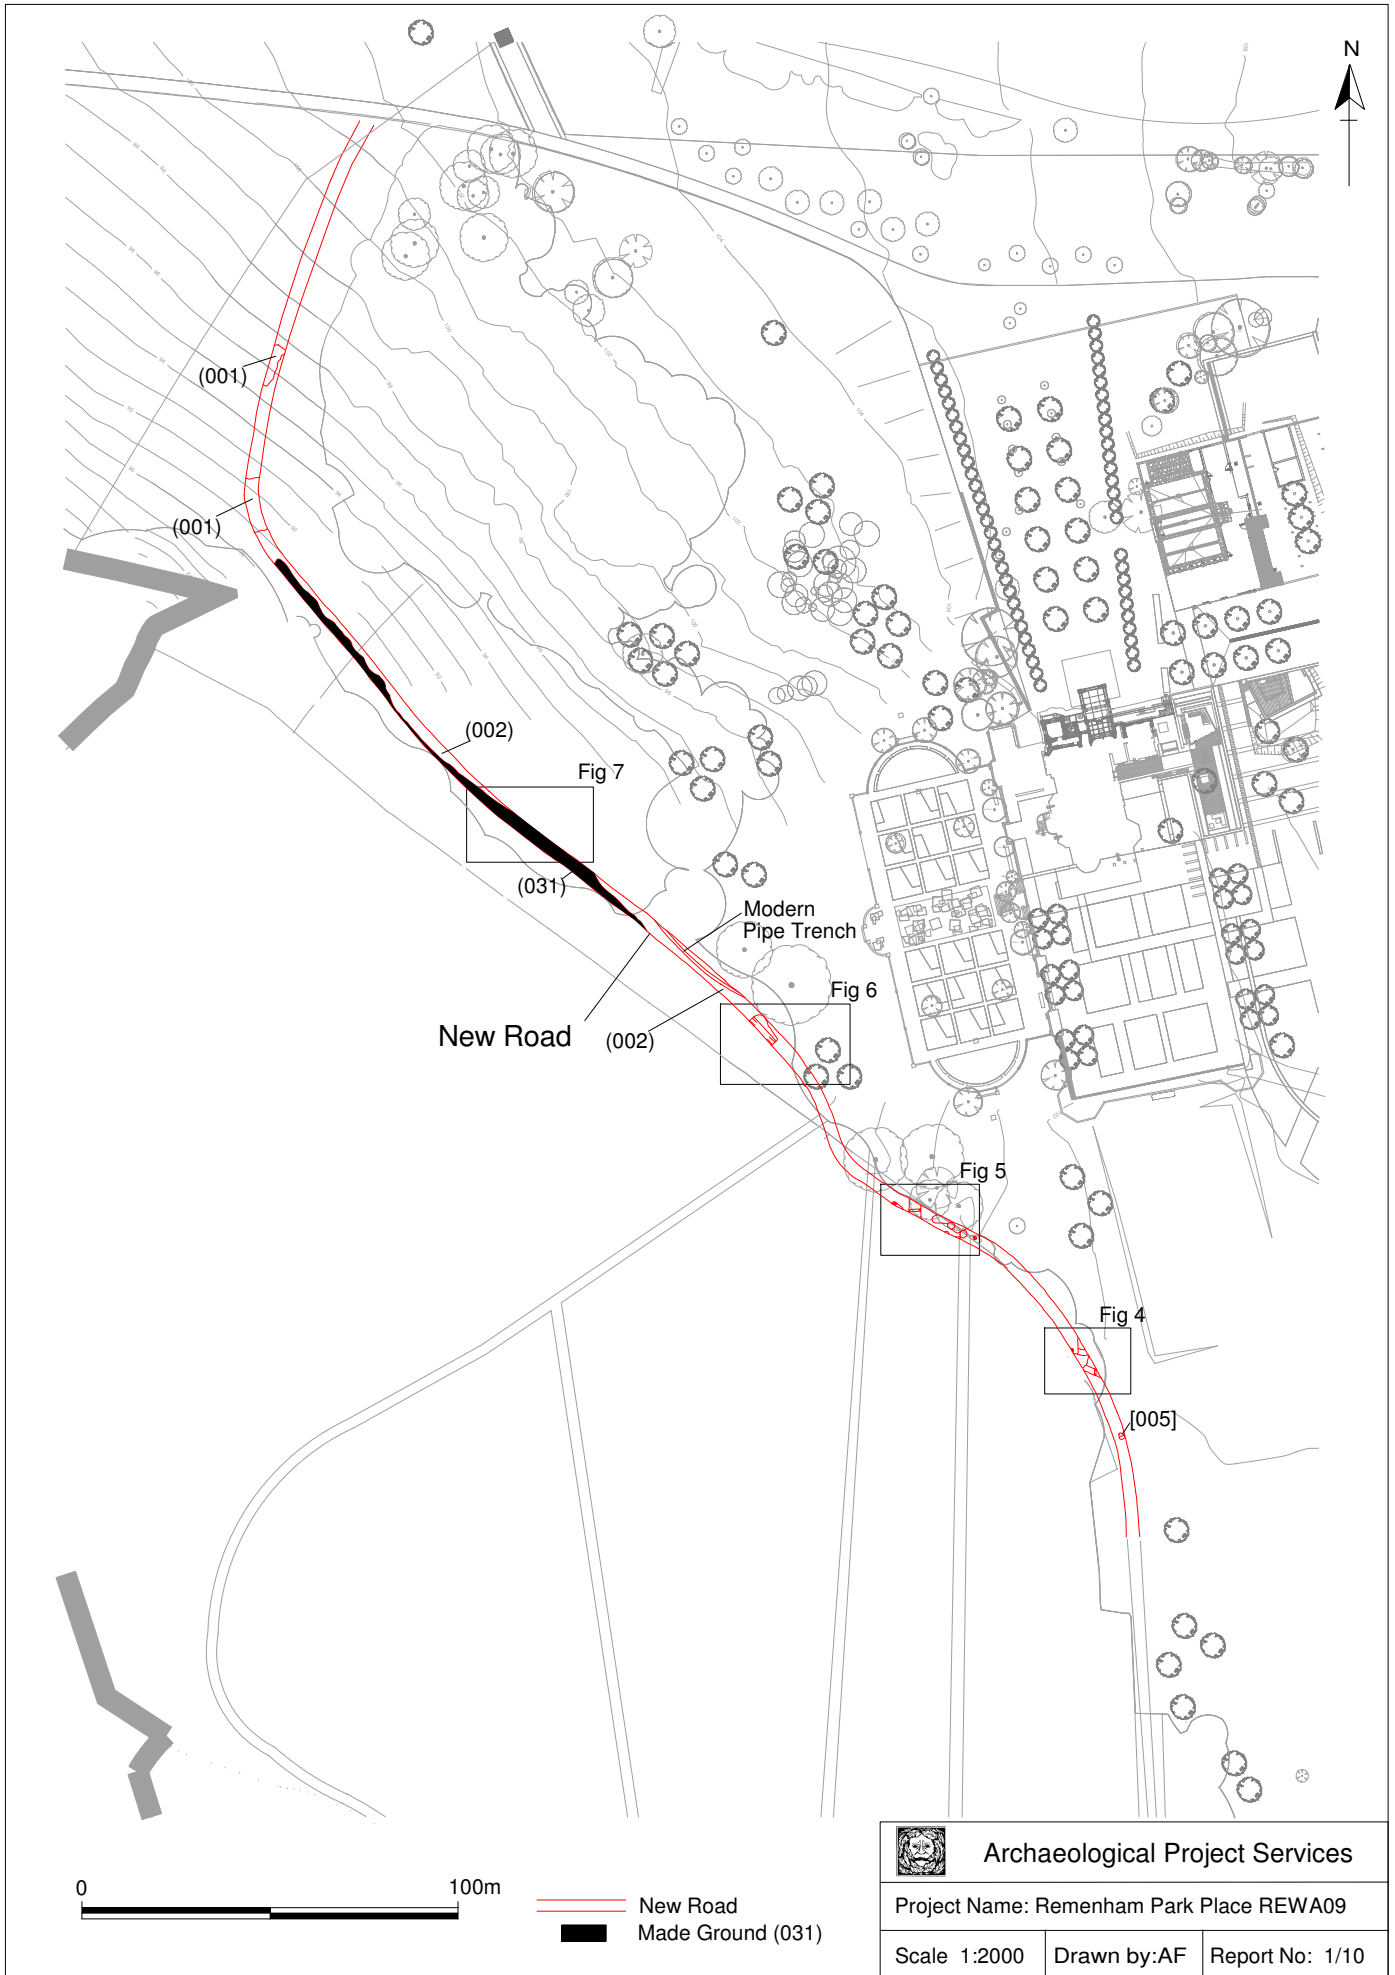 N
(001)
(001)
(002)
Fig 7
(031)
Modern
Pipe Trench
Fig 6
New Road
(002)
Fig 5
Fig 4
[005]
0
100m
New Road
Made Ground (031)
Archaeological Project Services
Project Name: Remenham Park Place REWA09
Scale 1:2000
Drawn by:AF
Report No: 1/10